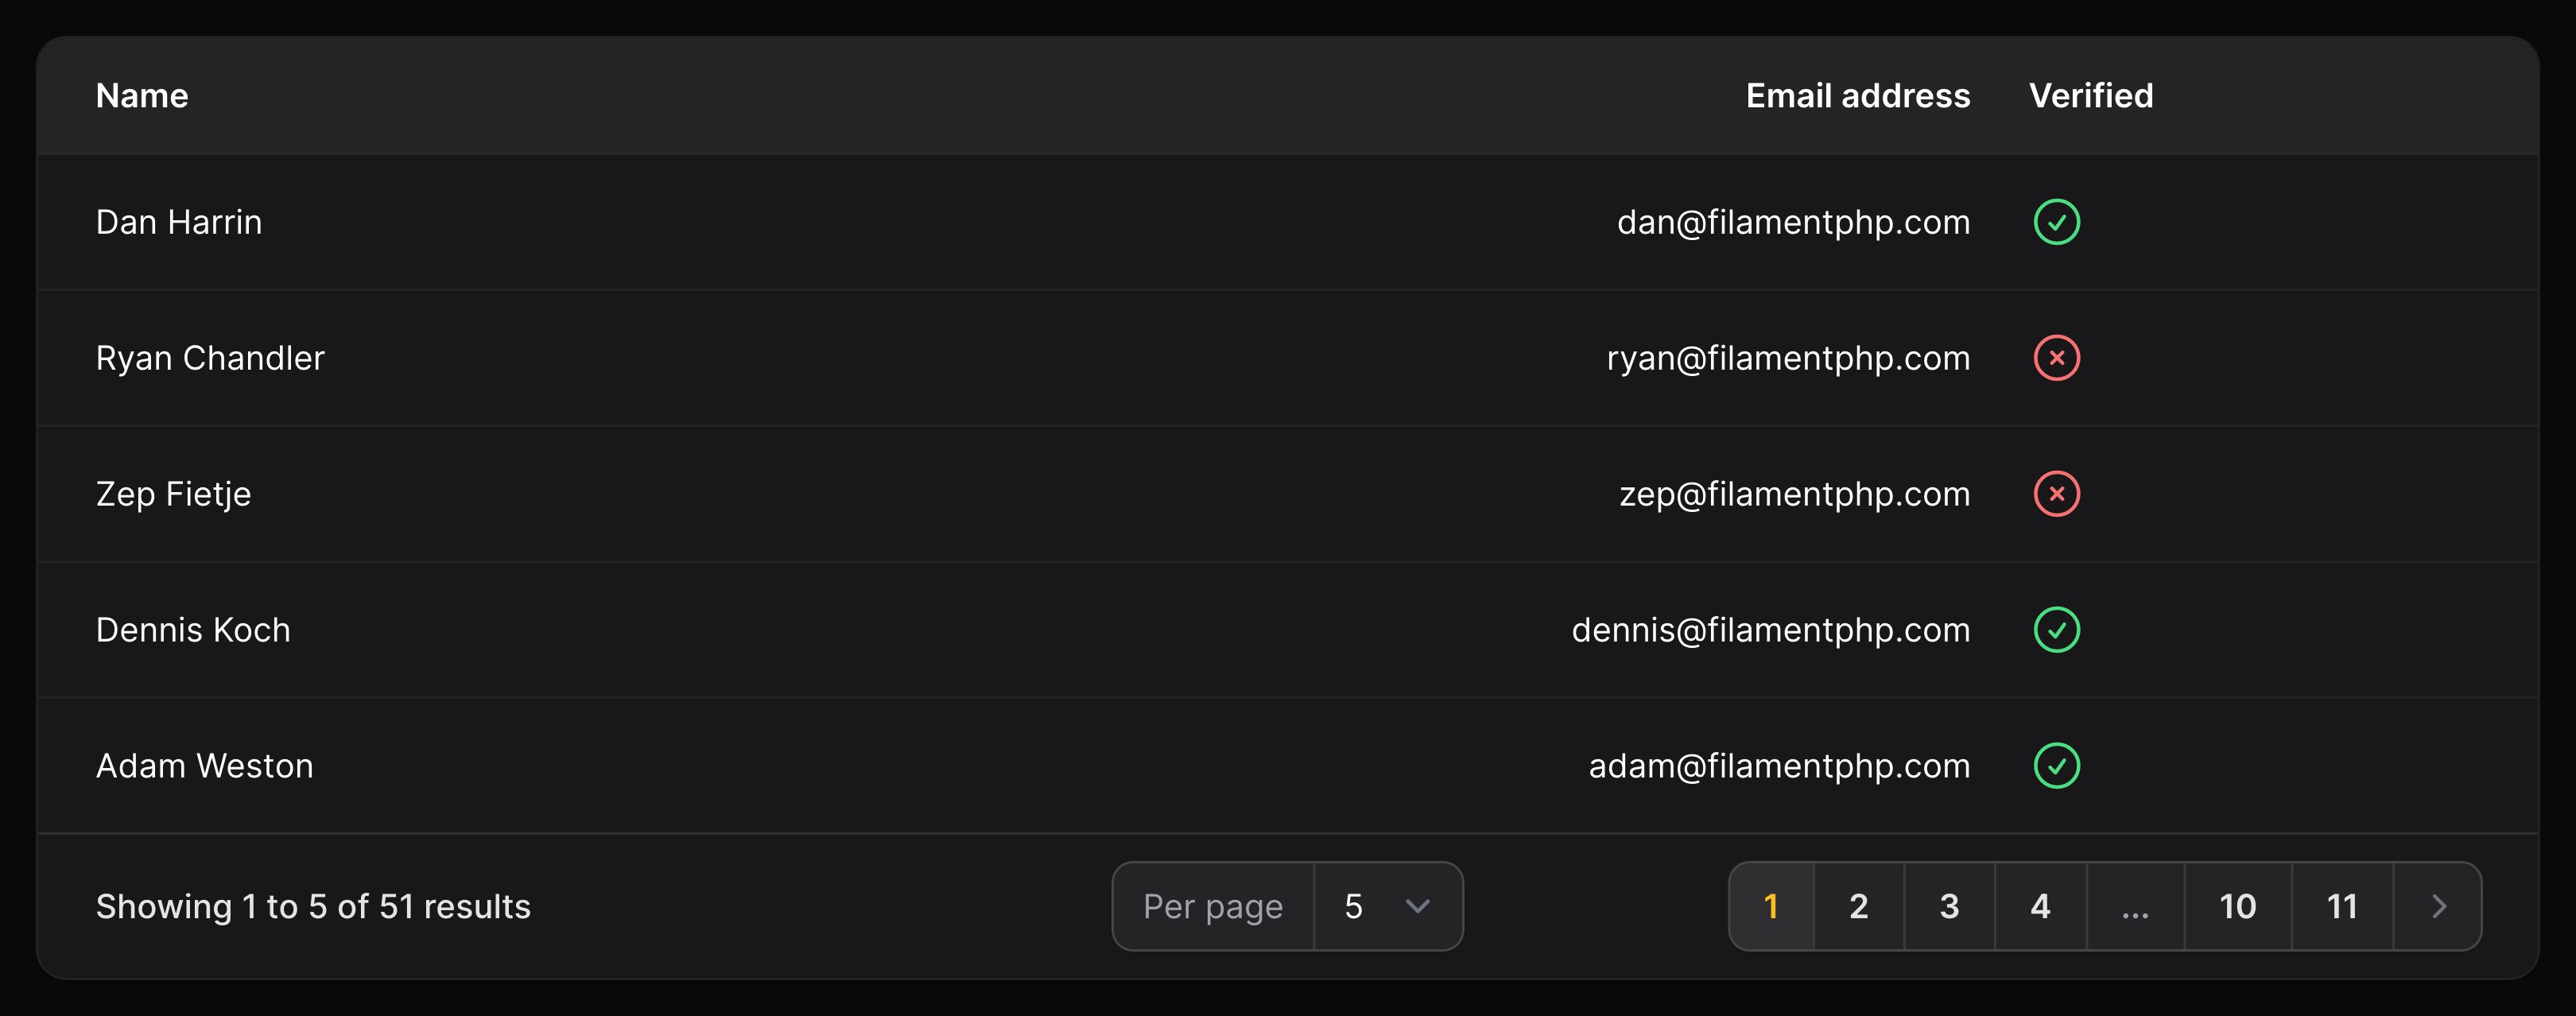 Name Email address Verified
Dan Harrin dan@filamentphp.com
Ryan Chandler ryan@filamentphp.com
Zep Fietje zep@filamentphp.com
Dennis Koch dennis@filamentphp.com
Adam Weston adam@filamentphp.com
Showing 1 to 5 of 51 results Per page 5 1 2 3 4 ... 10 11